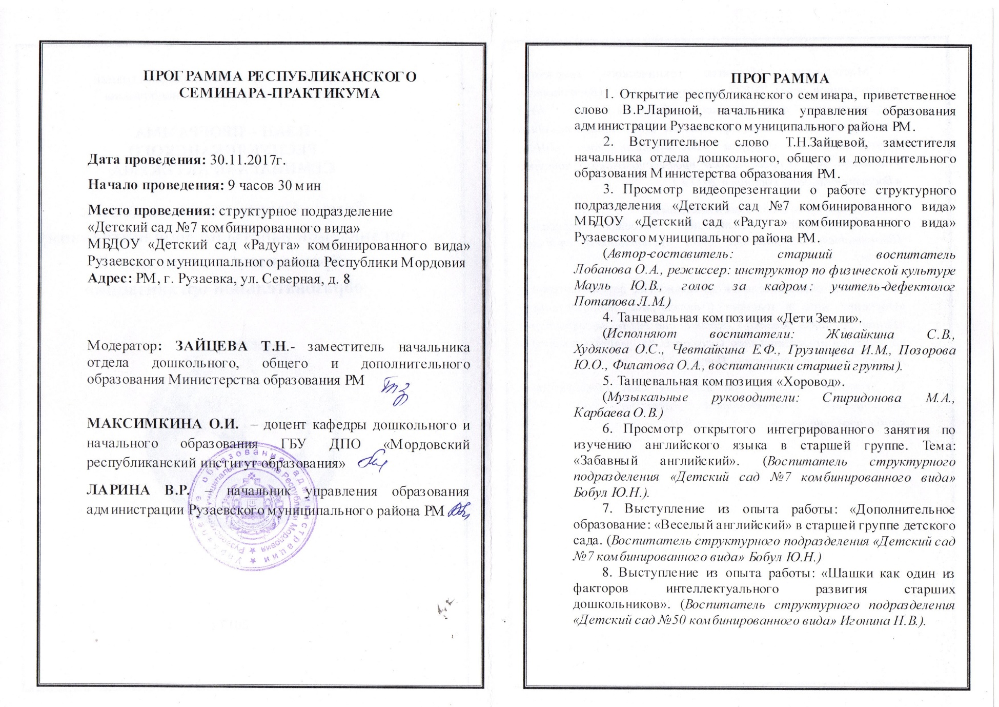 ПРОГРАММА РЕСПУБЛИКАНСКОГО
СЕМИНАРА-ПРАКТИКУМА
Дата проведения: 30.11.2017г.
Начало проведения: 9 часов 30 мин
Место проведения: структурное подразделение
«Детский сад №7 комбинированного вида»
МБДОУ «Детский сад «Радуга» комбинированного вида»
Рузаевского муниципального района Республики Мордовия
Адрес: РМ, г. Рузаевка, ул. Северная, д. 8
Модератор: ЗАЙЦЕВА Т.Н.- заместитель начальника
отдела дошкольного, общего и дополнительного
образования Министерства образования РМ
МАКСИМКИНА О.И. – доцент кафедры дошкольного и
начального образования ГБУ ДПО «Мордовский
республиканский институт образования»
ЛАРИНА В.Р. – начальник управления образования
администрации Рузаевского муниципального района РМ
ПРОГРАММА
1. Открытие республиканского семинара, приветственное
слово В.Р.Лариной, начальника управления образования
администрации Рузаевского муниципального района РМ.
2. Вступительное слово Т.Н.Зайцевой, заместителя
начальника отдела дошкольного, общего и дополнительного
образования Министерства образования РМ.
3. Просмотр видеопрезентации о работе структурного
подразделения «Детский сад №7 комбинированного вида»
МБДОУ «Детский сад «Радуга» комбинированного вида»
Рузаевского муниципального района РМ.
(Автор-составитель: старший воспитатель
Лобанова О.А., режиссер: инструктор по физической культуре
Мауль Ю.В., голос за кадром: учитель-дефектолог
Потапова Л.М.)
4. Танцевальная композиция «Дети Земли».
(Исполняют воспитатели: Живайкина С.В.,
Худякова О.С., Чевтайкина Е.Ф., Грузинцева И.М., Позорова
Ю.О., Филатова О.А., воспитанники старшей группы).
5. Танцевальная композиция «Хоровод».
(Музыкальные руководители: Спиридонова М.А.,
Карбаева О.В.)
6. Просмотр открытого интегрированного занятия по
изучению английского языка в старшей группе. Тема:
«Забавный английский». (Воспитатель структурного
подразделения «Детский сад №7 комбинированного вида»
Бобул Ю.Н.).
7. Выступление из опыта работы: «Дополнительное
образование: «Веселый английский» в старшей группе детского
сада. (Воспитатель структурного подразделения «Детский сад
№7 комбинированного вида» Бобул Ю.Н.)
8. Выступление из опыта работы: «Шашки как один из
факторов интеллектуального развития старших
дошкольников». (Воспитатель структурного подразделения
«Детский сад №50 комбинированного вида» Игонина Н.В.).